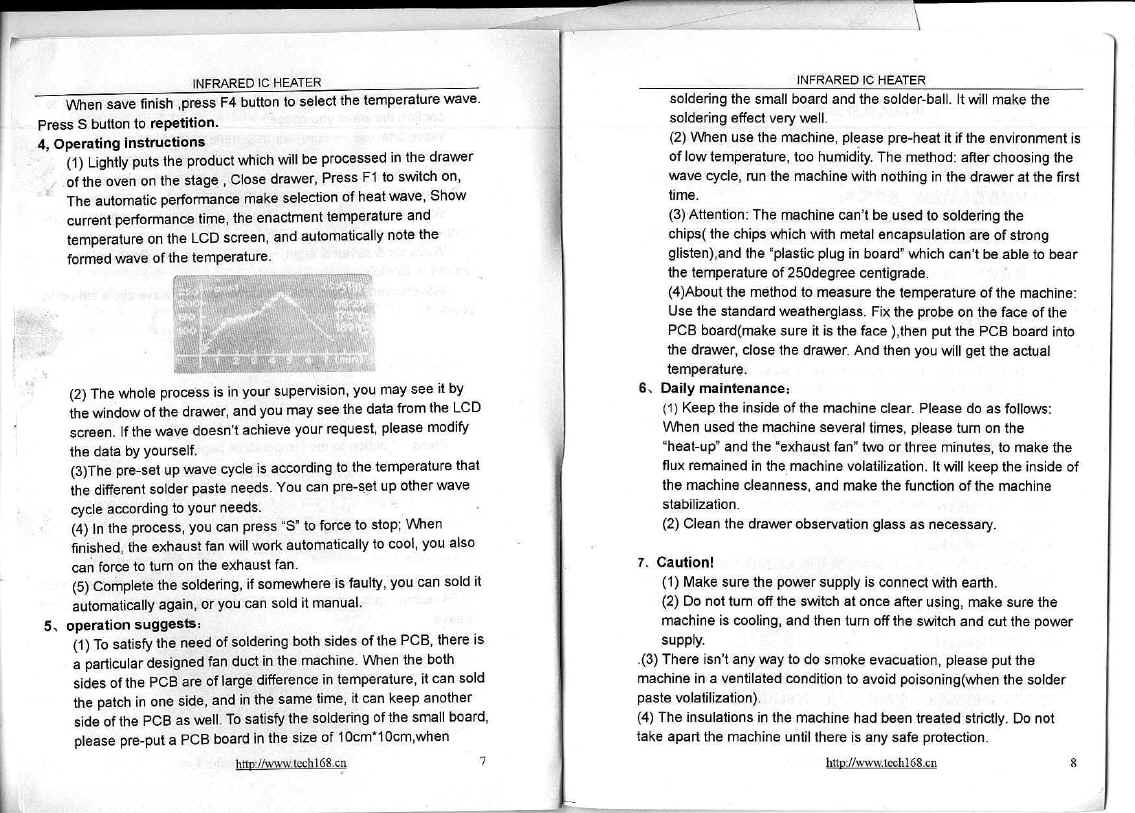 INFRARED IC HEATER
When save finish ,press F4 button to select the temperature wave.
Press S button to repetition.
4, Operating instructions
(1) Lightly puts the product which will be processed in the drawer
of the oven on the stage , Close drawer, Press F1 to switch on,
The automatic performance make selection of heat wave, Show
current performance time, the enactment temperature and
temperature on the LCD screen, and automatically note the
formed wave of the temperature.
(2) The whole process is in your supervision, you may see it by
the window of the drawer, and you may see the data from the LCD
screen. If the wave doesn't achieve your request, please modify
the data by yourself.
(3)The pre-set up wave cycle is according to the temperature that
the different solder paste needs. You can pre-set up other wave
cycle according to your needs.
(4) In the process, you can press "S" to force to stop; When
finished, the exhaust fan will work automatically to cool, you also
can force to turn on the exhaust fan.
(5) Complete the soldering, if somewhere is faulty, you can sold it
automatically again, or you can sold it manual.
5、operation suggests:
(1) To satisfy the need of soldering both sides of the PCB, there is
a particular designed fan duct in the machine. When the both
sides of the PCB are of large difference in temperature, it can sold
the patch in one side, and in the same time, it can keep another
side of the PCB as well. To satisfy the soldering of the small board,
please pre-put a PCB board in the size of 10cm*10cm,when
http://www.tech168.cn
7
INFRARED IC HEATER
soldering the small board and the solder-ball. It will make the
soldering effect very well.
(2) When use the machine, please pre-heat it if the environment is
of low temperature, too humidity. The method: after choosing the
wave cycle, run the machine with nothing in the drawer at the first
time.
(3) Attention: The machine can't be used to soldering the
chips( the chips which with metal encapsulation are of strong
glisten),and the "plastic plug in board" which can't be able to bear
the temperature of 250degree centigrade.
(4)About the method to measure the temperature of the machine:
Use the standard weatherglass. Fix the probe on the face of the
PCB board(make sure it is the face ),then put the PCB board into
the drawer, close the drawer. And then you will get the actual
temperature.
6、Daily maintenance:
(1) Keep the inside of the machine clear. Please do as follows:
When used the machine several times, please turn on the
"heat-up" and the "exhaust fan" two or three minutes, to make the
flux remained in the machine volatilization. It will keep the inside of
the machine cleanness, and make the function of the machine
stabilization.
(2) Clean the drawer observation glass as necessary.
7. Caution!
(1) Make sure the power supply is connect with earth.
(2) Do not turn off the switch at once after using, make sure the
machine is cooling, and then turn off the switch and cut the power
supply.
.(3) There isn't any way to do smoke evacuation, please put the
machine in a ventilated condition to avoid poisoning(when the solder
paste volatilization).
(4) The insulations in the machine had been treated strictly. Do not
take apart the machine until there is any safe protection.
http://www.tech168.cn
8